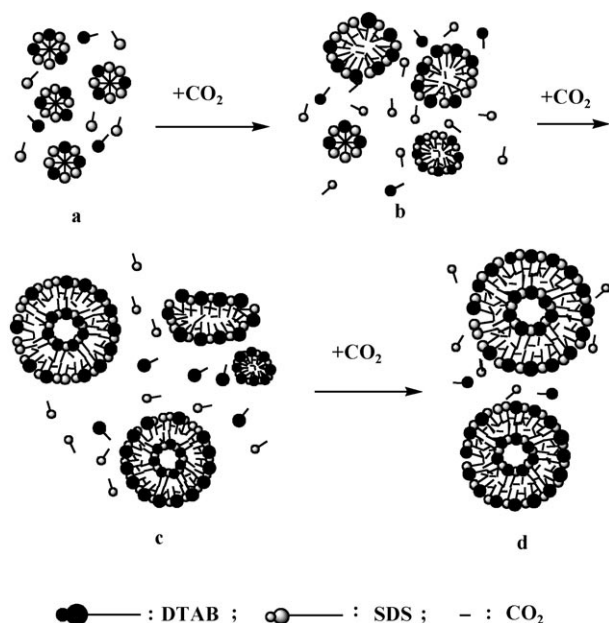 +CO₂
+CO₂
a
b
+CO₂
c
d
: DTAB ; : SDS; : CO₂